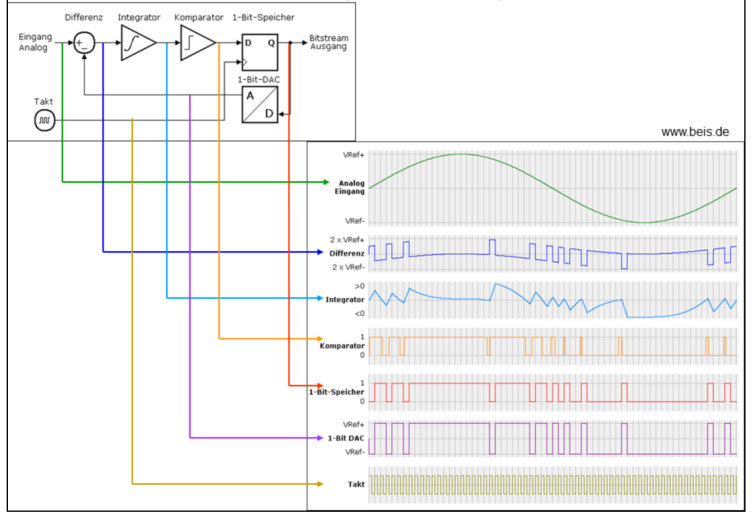 Differenz Integrator Komparator 1-Bit-Speicher
Eingang
Analog
+
−
D Q
Bitstream
Ausgang
1-Bit-DAC
A
D
Takt
www.beis.de
VRef+
Analog
Eingang
VRef-
2 x VRef+
Differenz
2 x VRef-
>0
Integrator
<0
1
Komparator
0
1
1-Bit-Speicher
0
VRef+
1-Bit DAC
VRef-
Takt